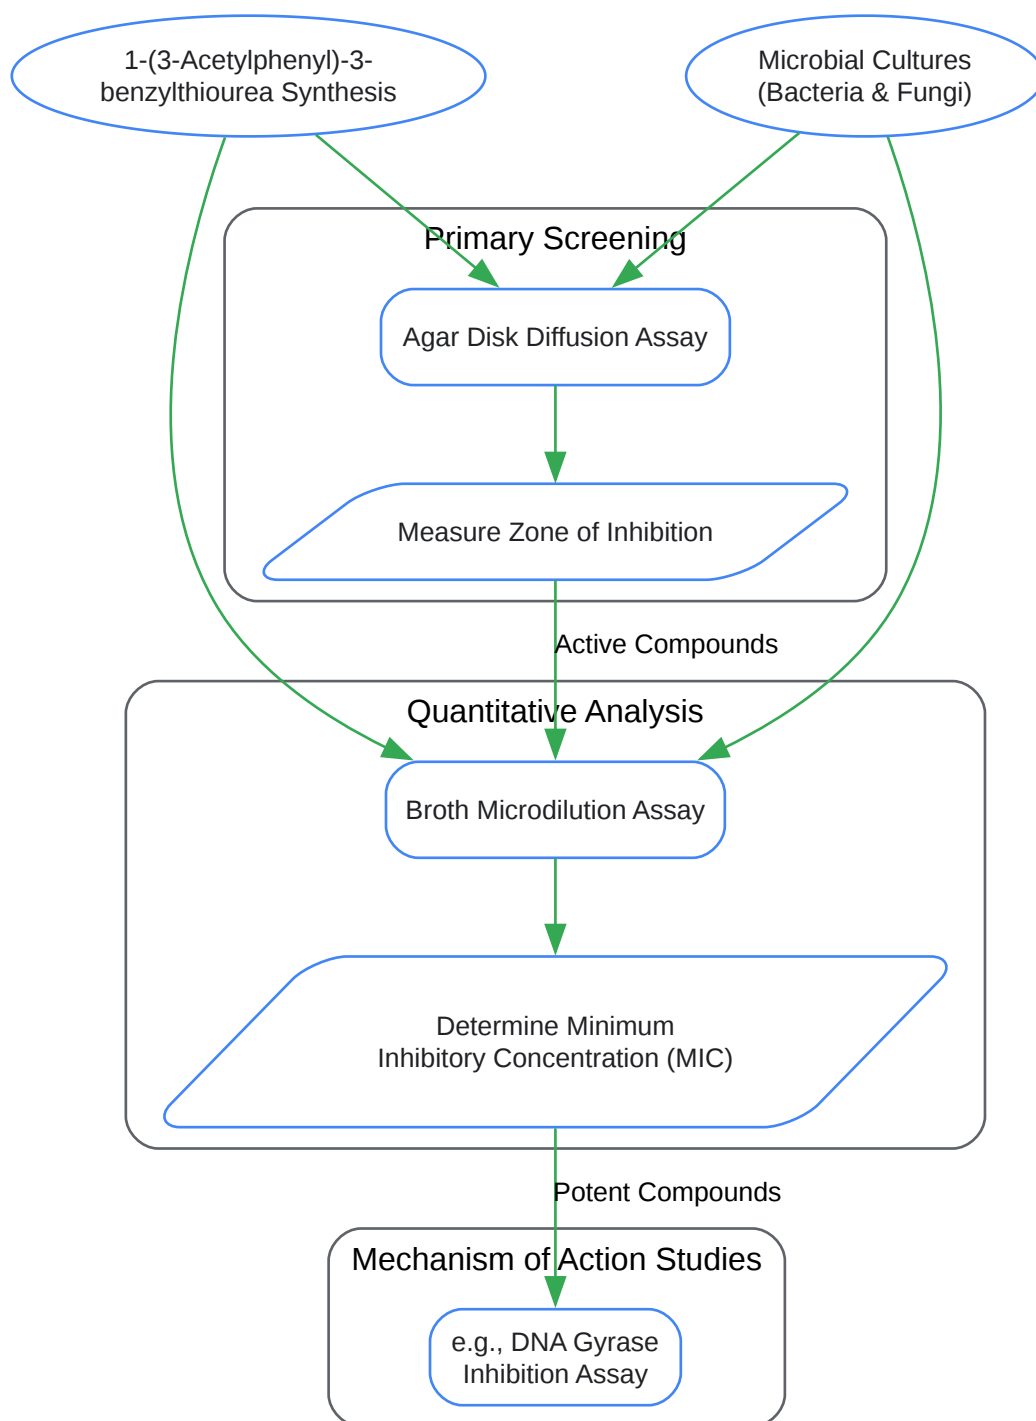 1-(3-Acetylphenyl)-3-
benzylthiourea Synthesis
Microbial Cultures
(Bacteria & Fungi)
Primary Screening
Agar Disk Diffusion Assay
Measure Zone of Inhibition
Active Compounds
Quantitative Analysis
Broth Microdilution Assay
Determine Minimum
Inhibitory Concentration (MIC)
Potent Compounds
Mechanism of Action Studies
e.g., DNA Gyrase
Inhibition Assay